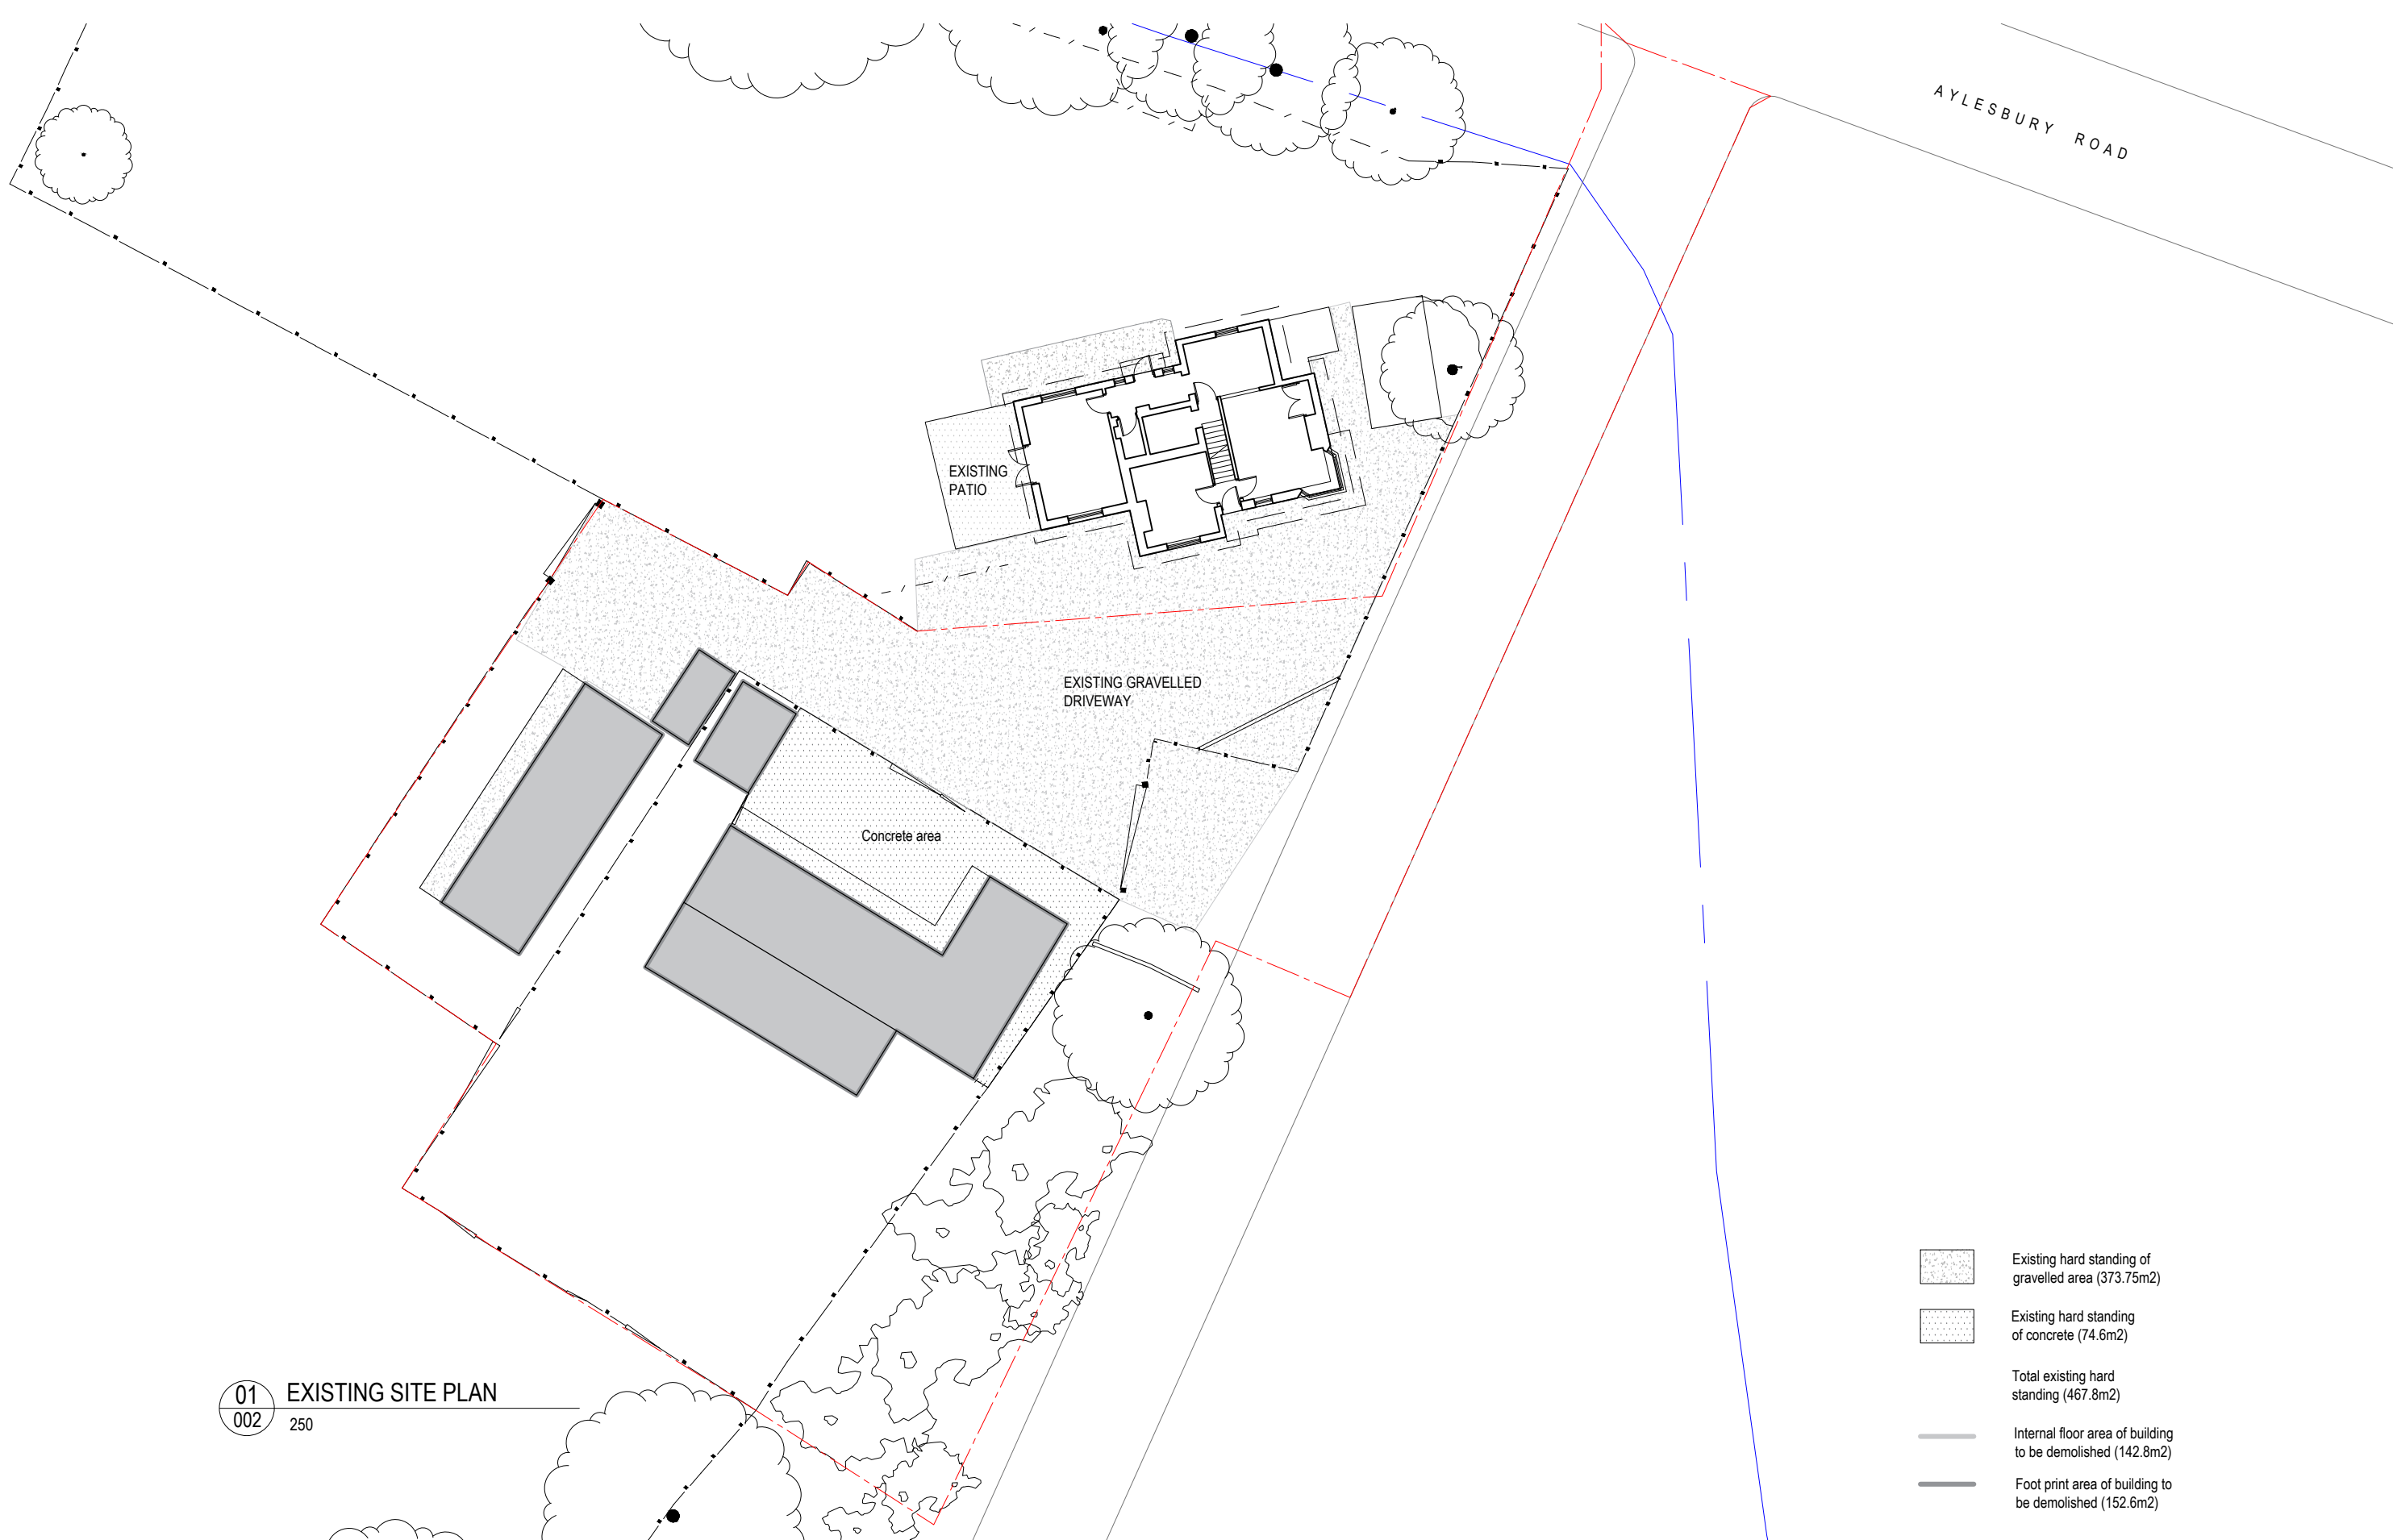 AYLESBURY ROAD
EXISTING
PATIO
EXISTING GRAVELLED
DRIVEWAY
Concrete area
Existing hard standing of
gravelled area (373.75m2)
Existing hard standing
of concrete (74.6m2)
Total existing hard
standing (467.8m2)
Internal floor area of building
to be demolished (142.8m2)
Foot print area of building to
be demolished (152.6m2)
01
002
EXISTING SITE PLAN
250